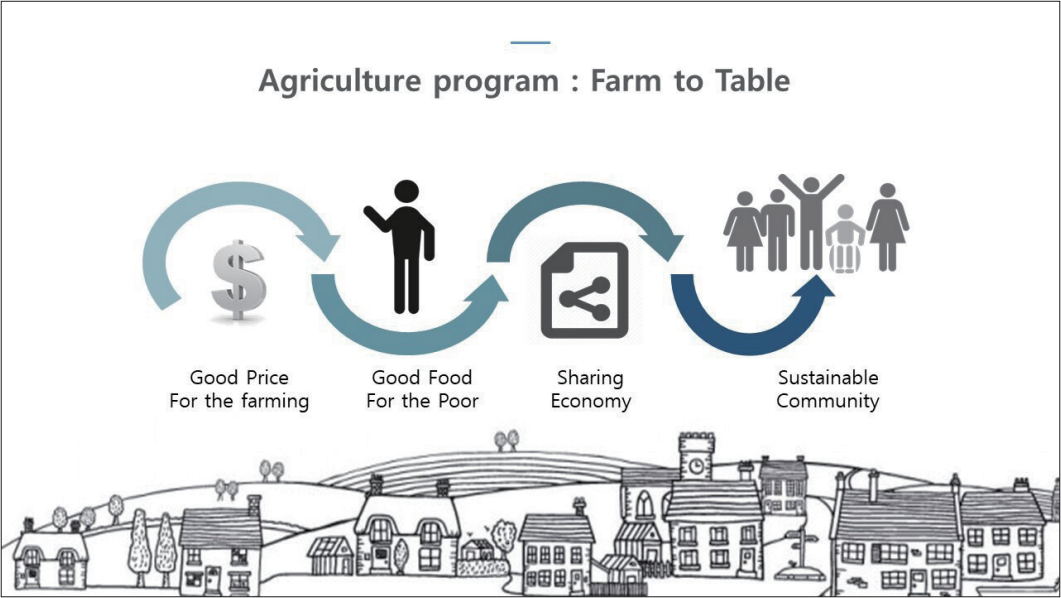 Agriculture program : Farm to Table
Good Price
For the farming
Good Food
For the Poor
Sharing
Economy
Sustainable
Community